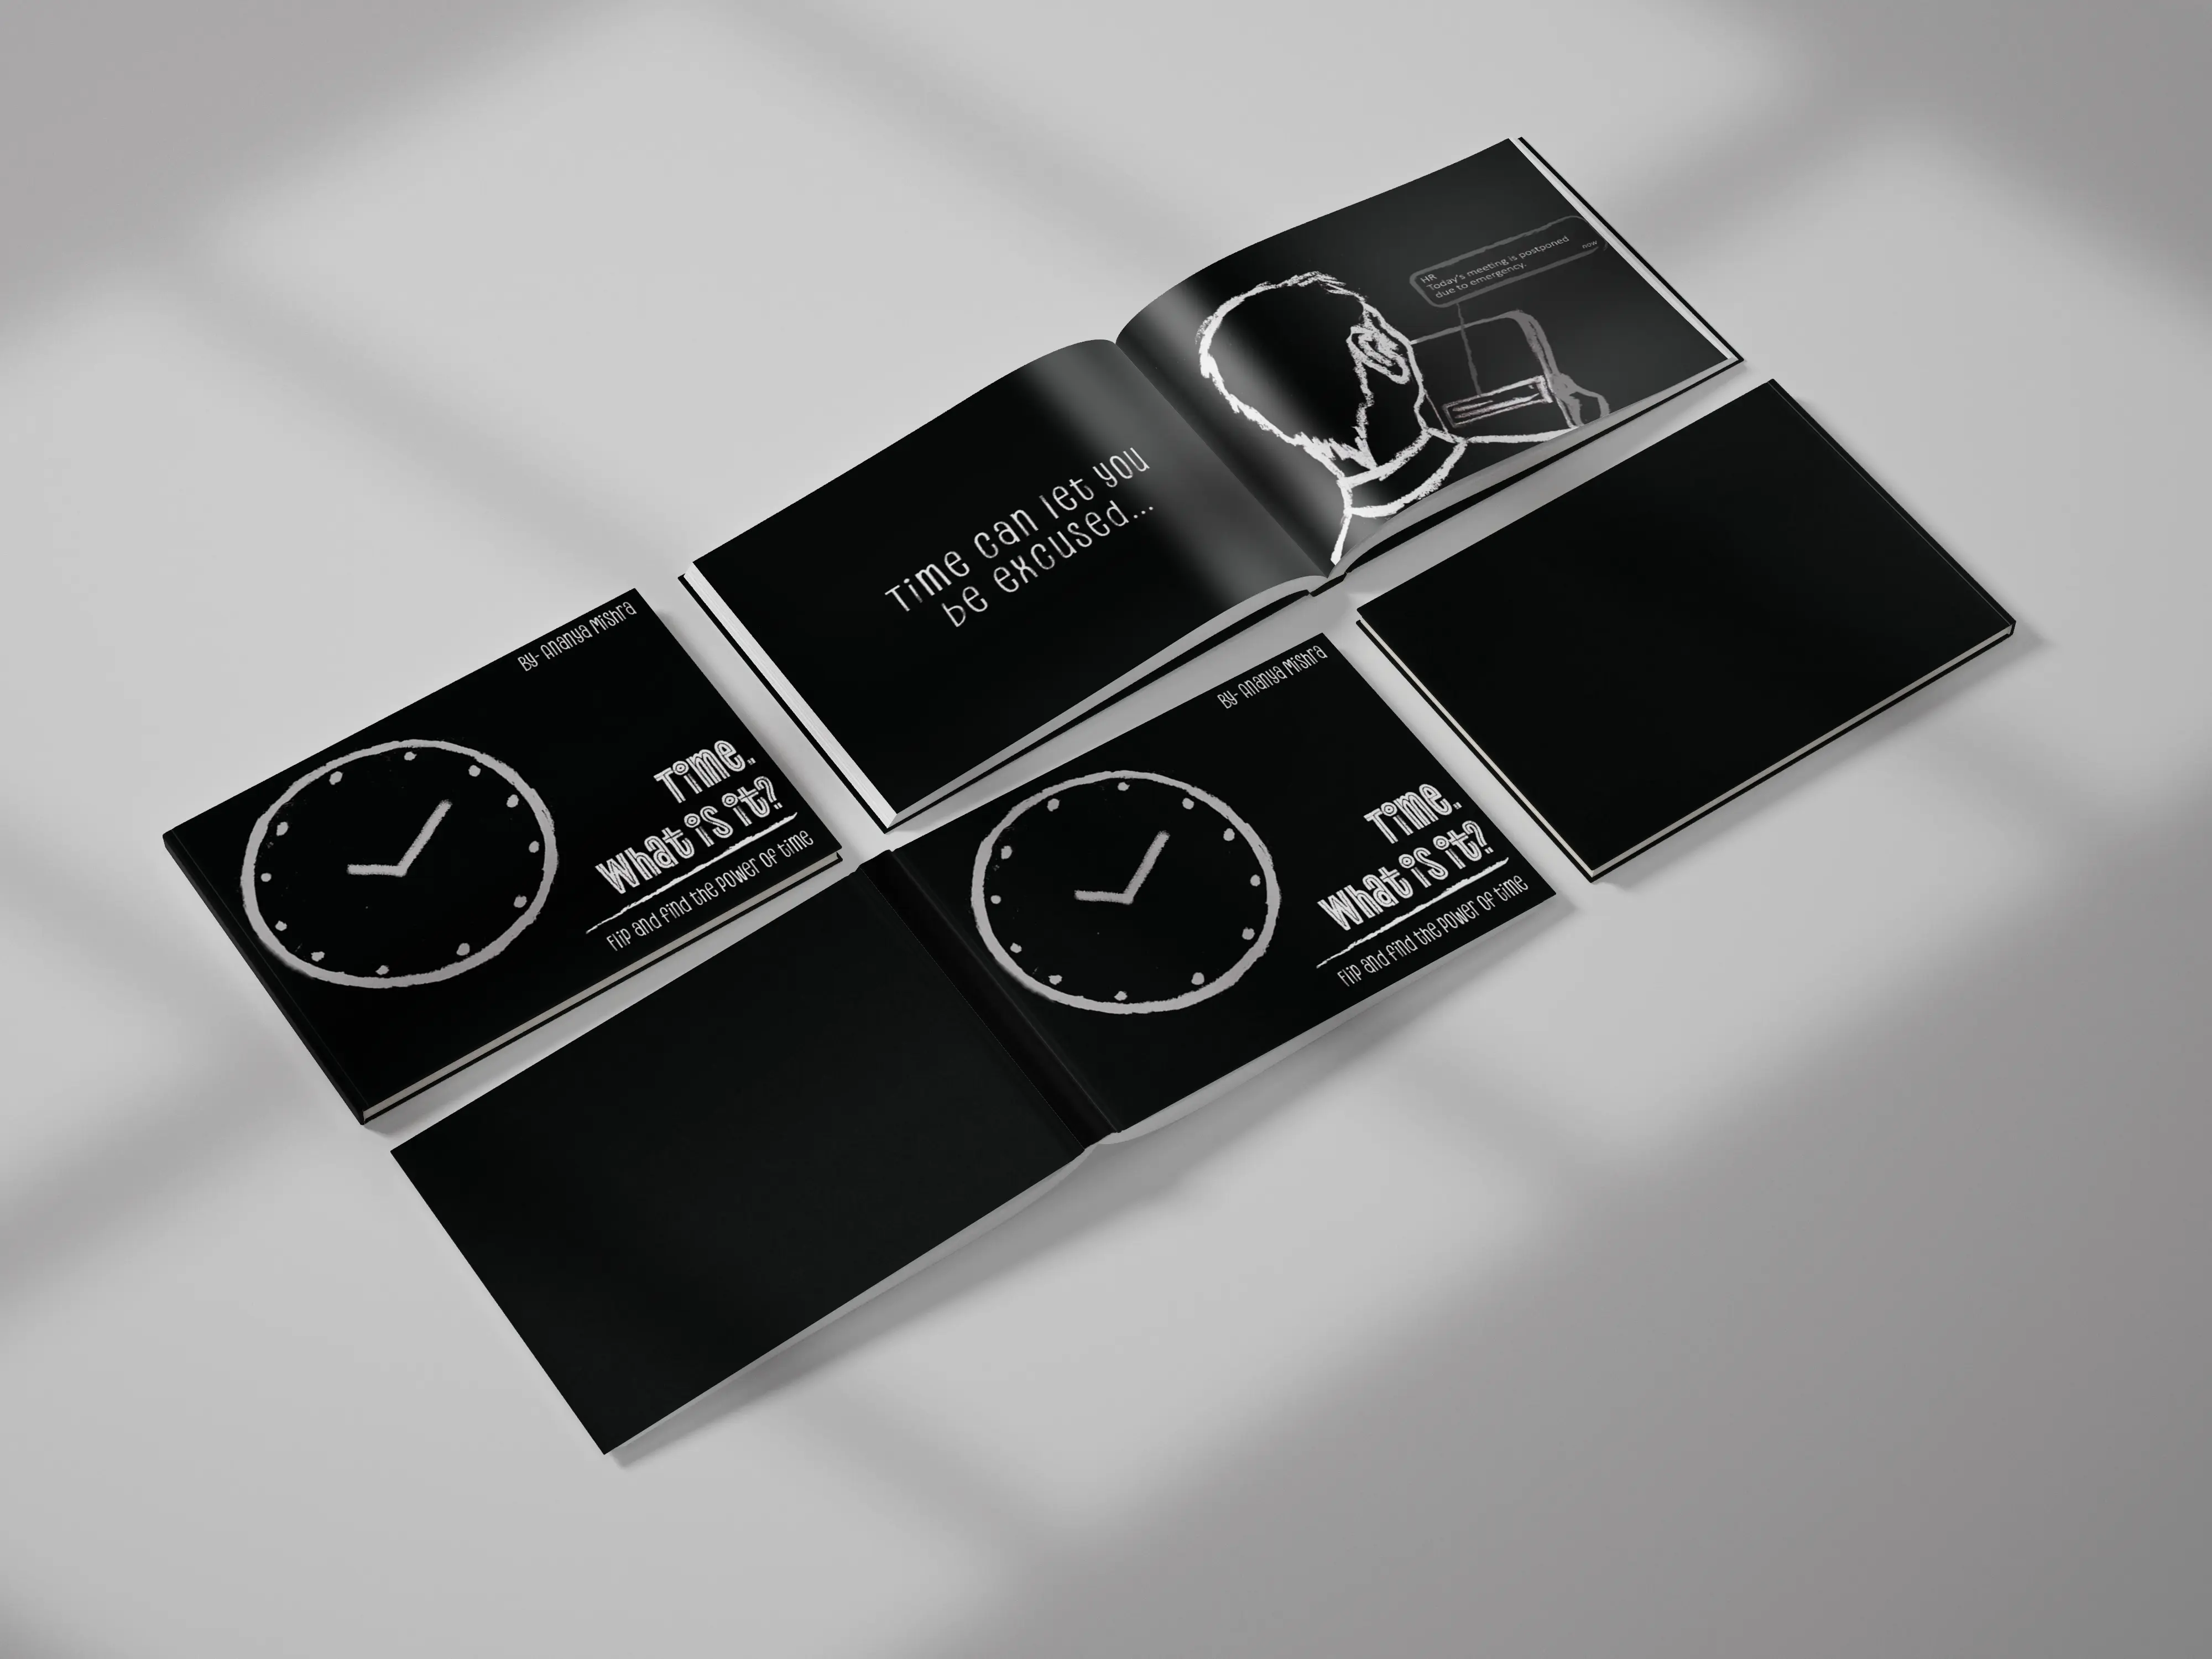 HR
now
Today's meeting is postponed
due to emergency.
Time can let you
be excused...
By- Ananya Mishra
Time.
What is it?
Flip and find the power of time
By- Ananya Mishra
Time.
What is it?
Flip and find the power of time